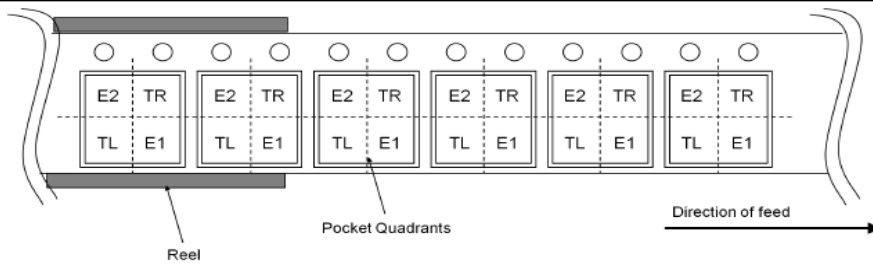 E2 TR E2 TR E2 TR E2 TR E2 TR E2 TR
TL E1 TL E1 TL E1 TL E1 TL E1 TL E1
Direction of feed
Pocket Quadrants
Reel